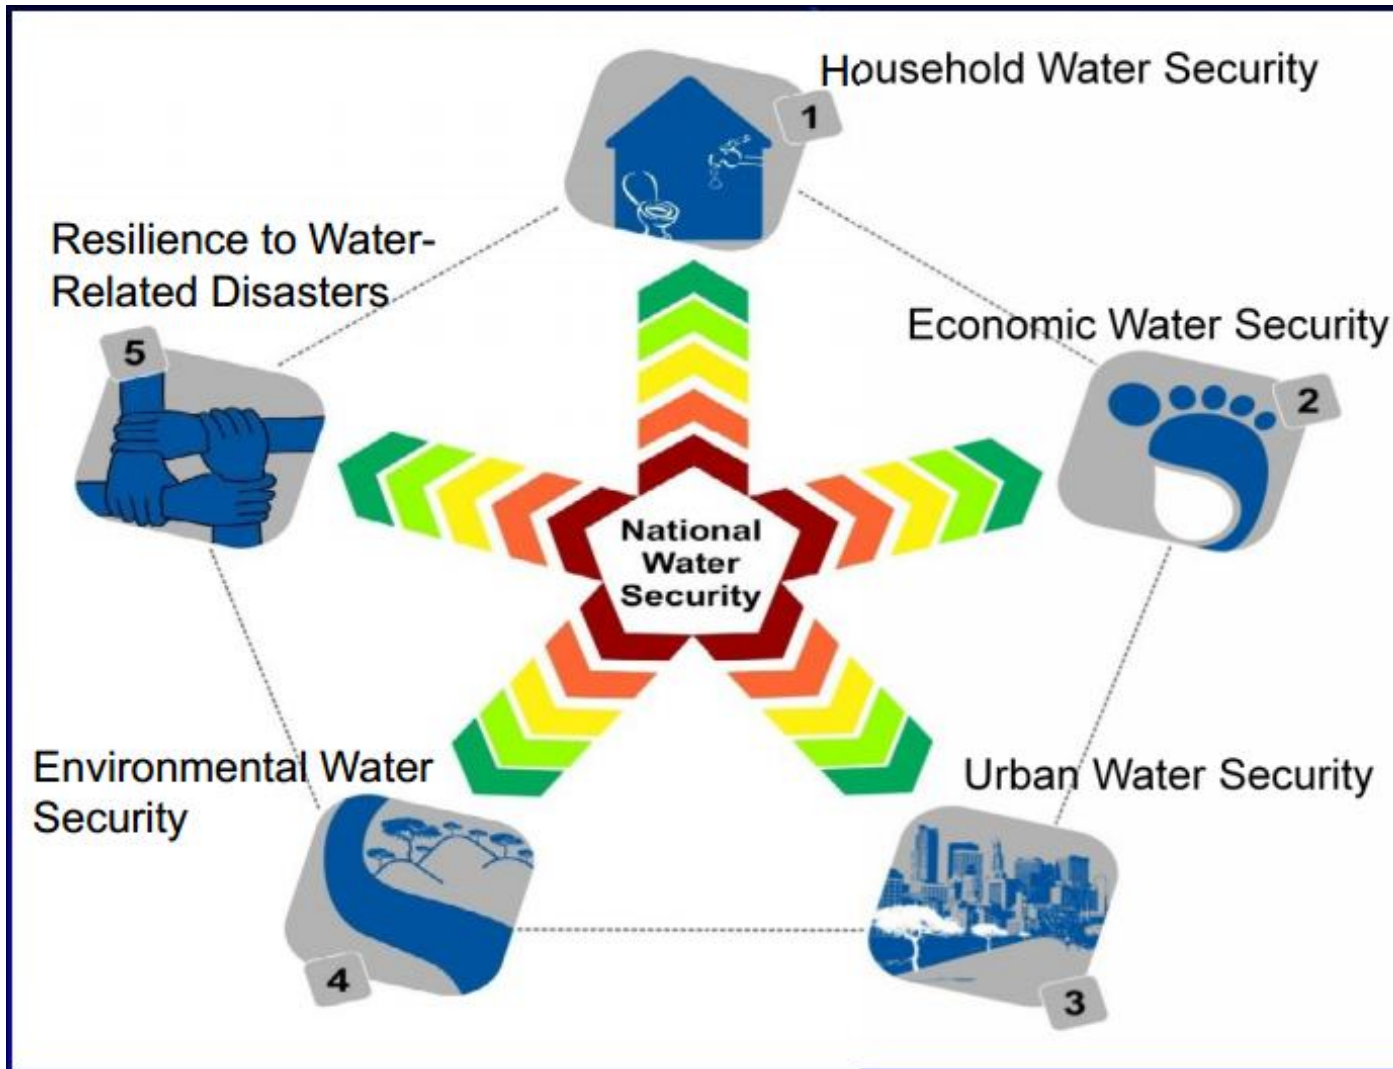 Household Water Security
1
Resilience to Water-
Related Disasters
5
Economic Water Security
2
National
Water
Security
Environmental Water
Security
4
Urban Water Security
3